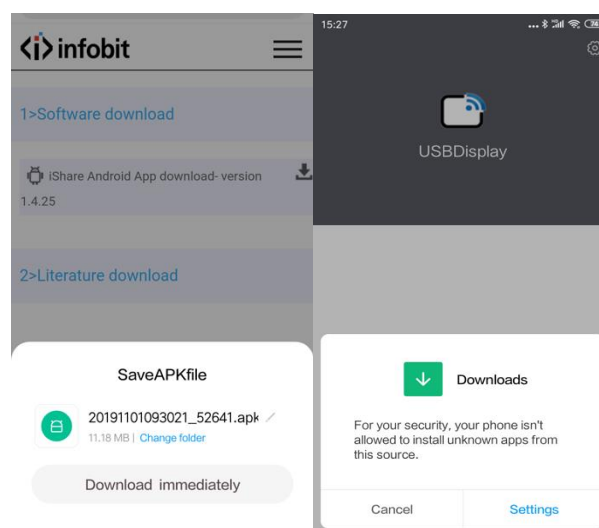 <i> infobit
1>Software download
iShare Android App download- version
1.4.25
2>Literature download
SaveAPKfile
20191101093021_52641.apk
11.18 MB | Change folder
Download immediately
15:27
USBDisplay
Downloads
For your security, your phone isn't
allowed to install unknown apps from
this source.
Cancel Settings